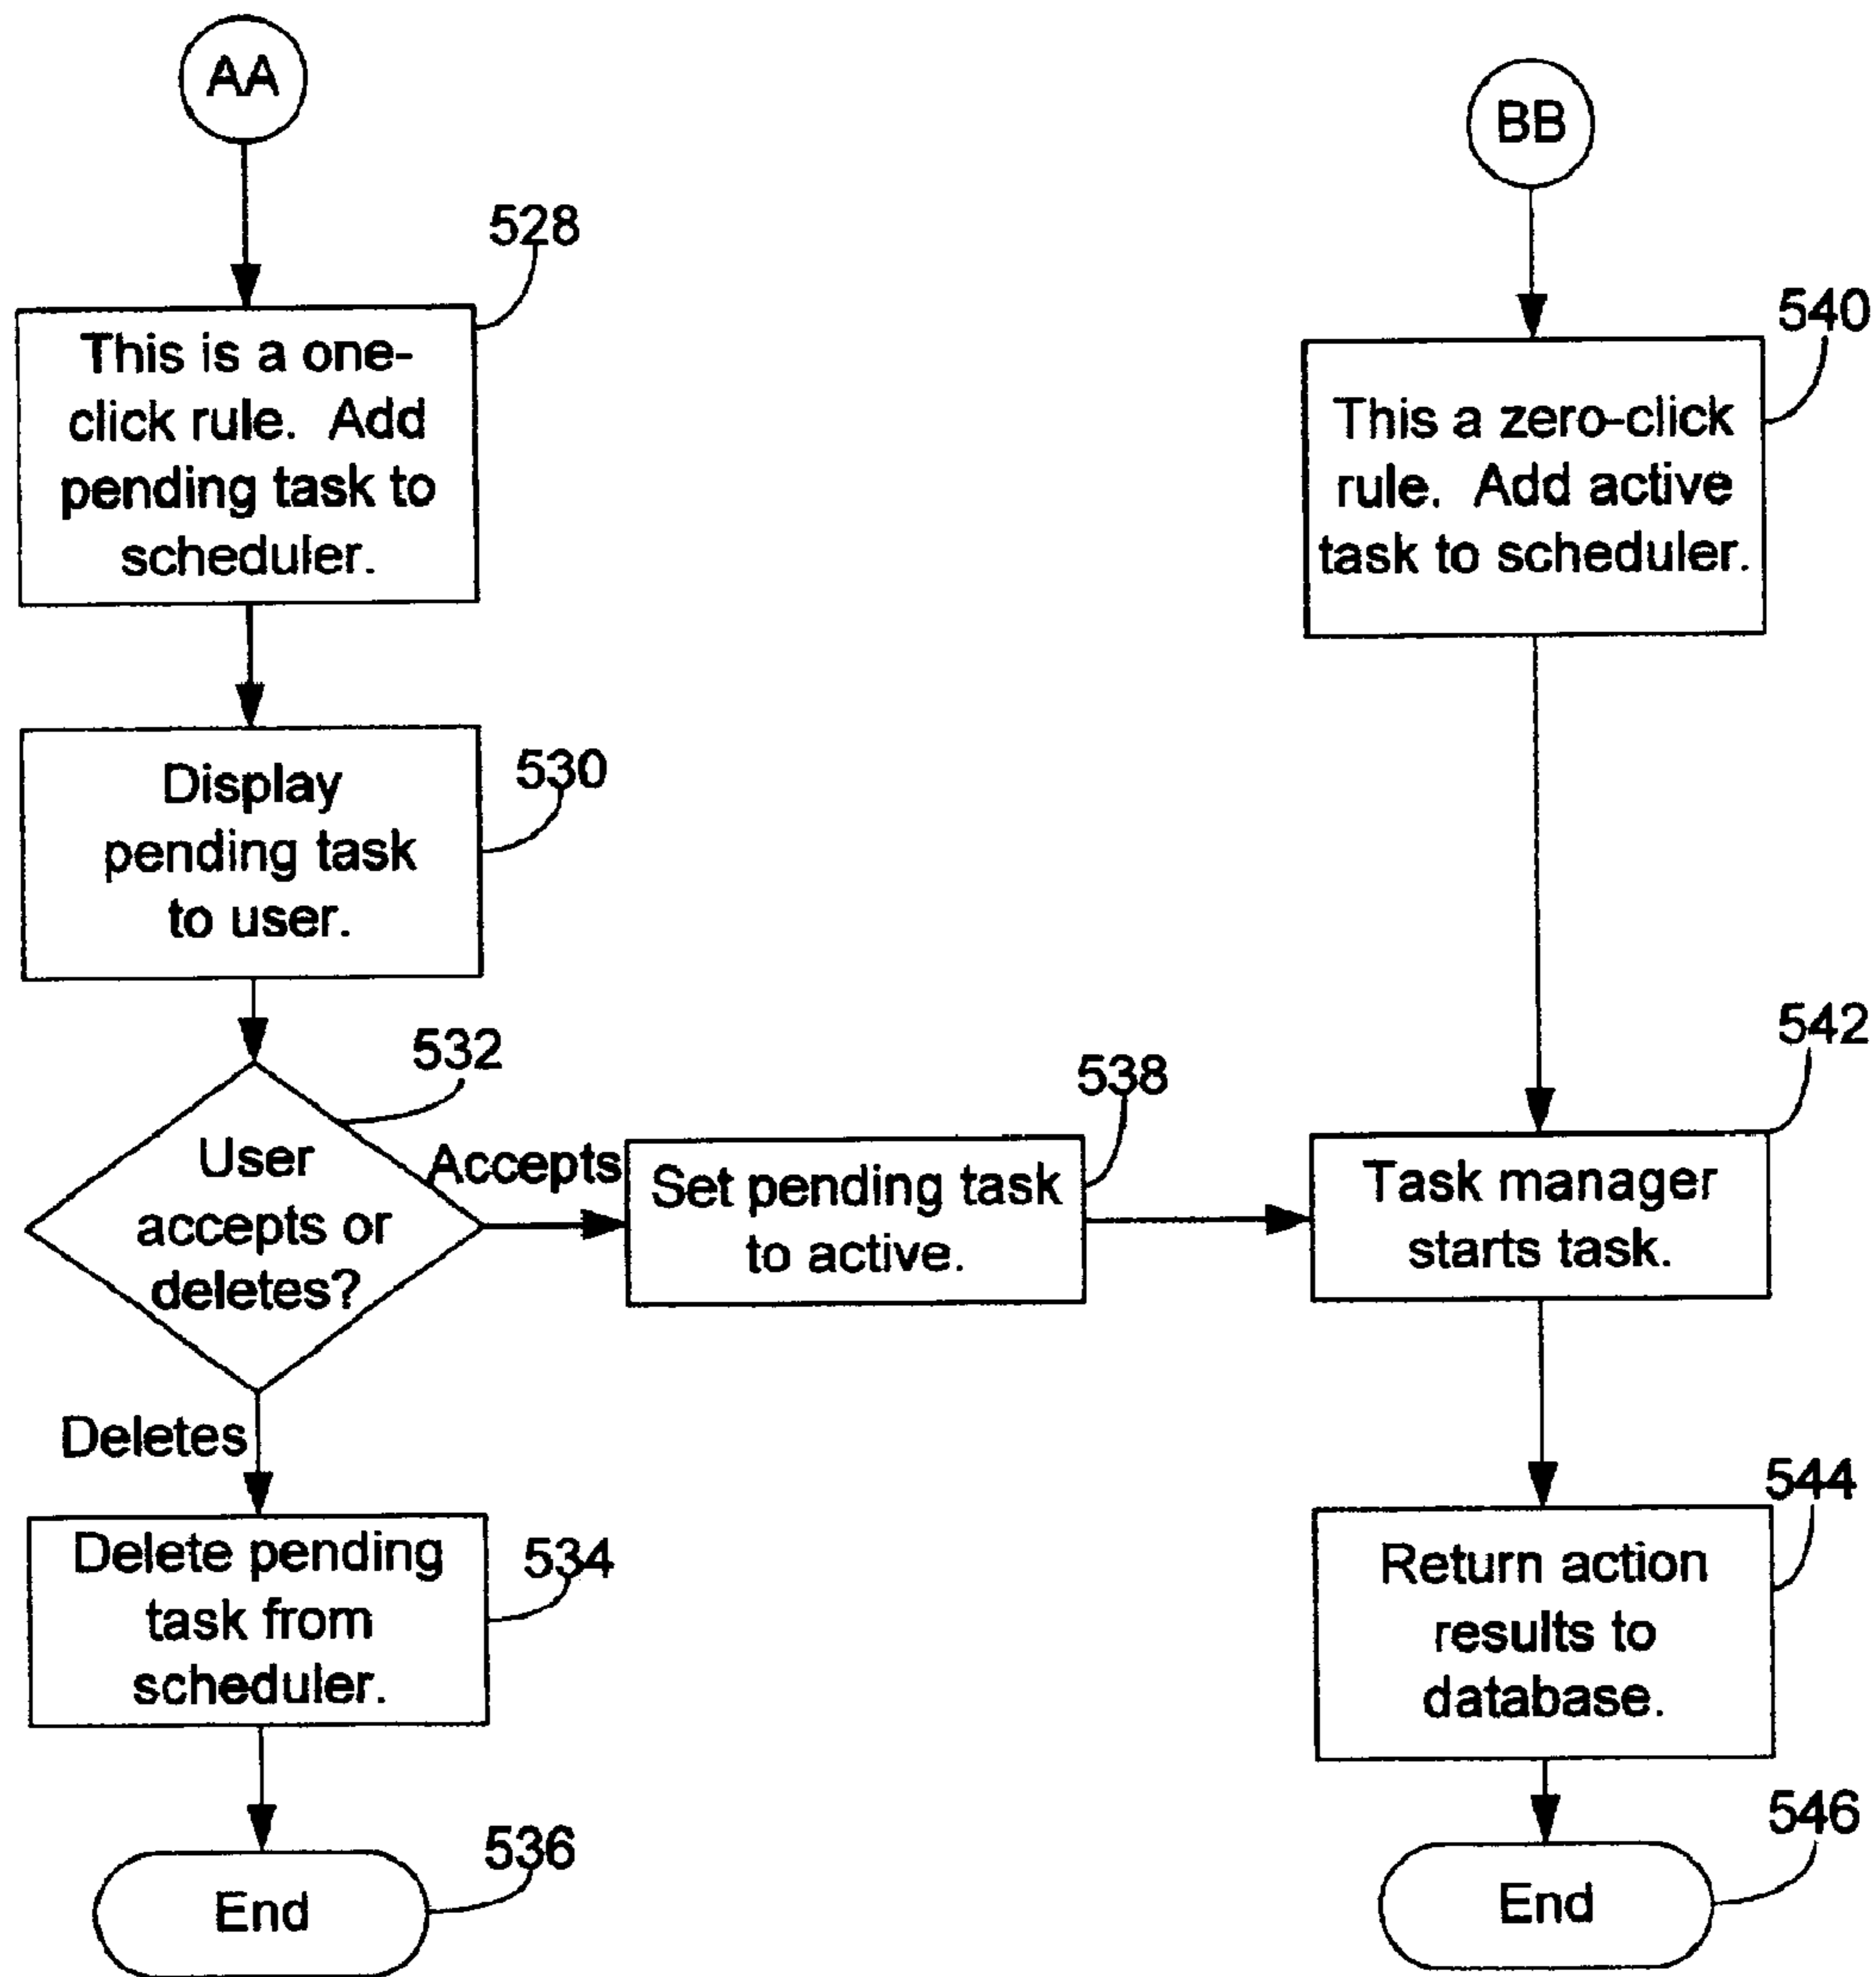 AA
528
This is a one-
click rule. Add
pending task to
scheduler.
530
Display
pending task
to user.
532
User
accepts or
deletes?
Accepts
538
Set pending task
to active.
Deletes
534
Delete pending
task from
scheduler.
536
End
BB
540
This a zero-click
rule. Add active
task to scheduler.
542
Task manager
starts task.
544
Return action
results to
database.
546
End